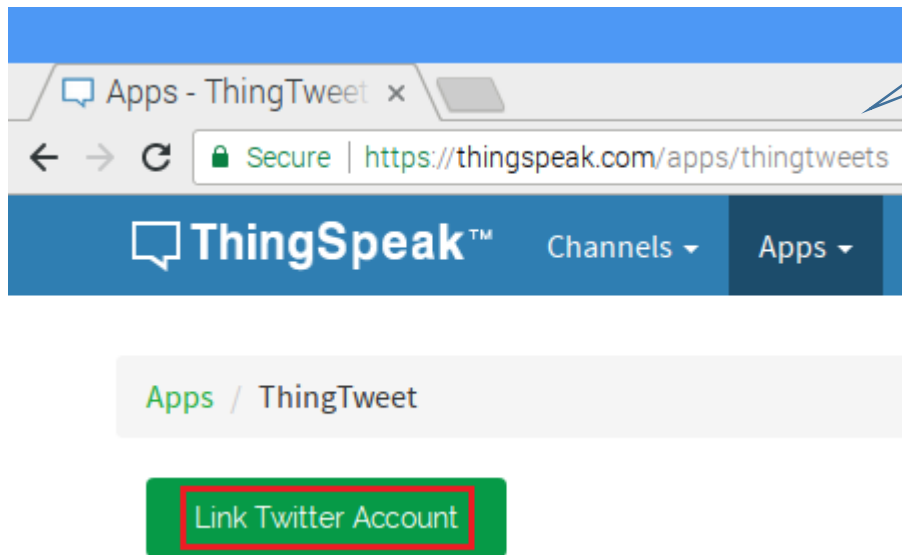 Apps - ThingTweet
Secure | https://thingspeak.com/apps/thingtweets
ThingSpeak™ Channels Apps
Apps / ThingTweet
Link Twitter Account